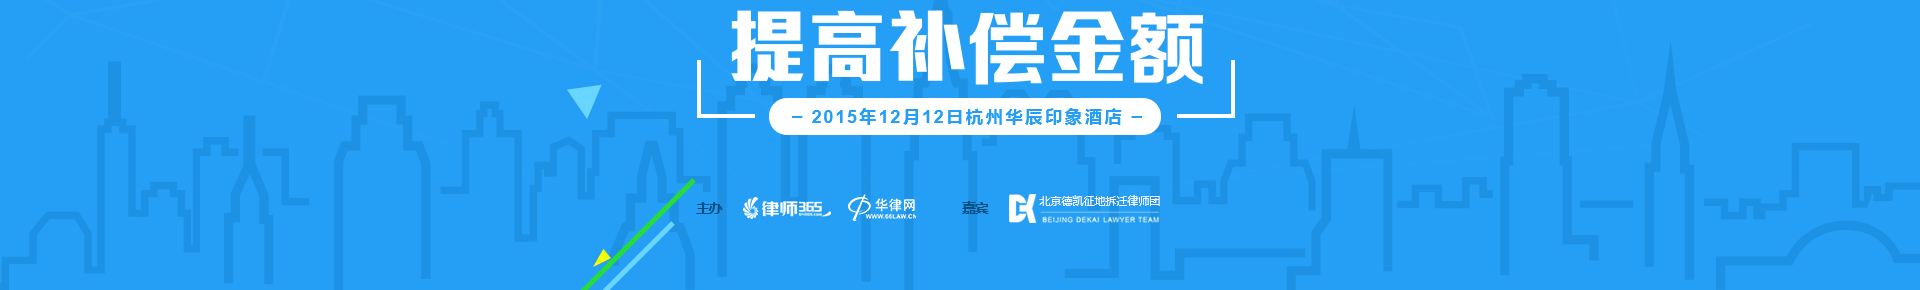 提高补偿金额
– 2015年12月12日杭州华辰印象酒店 –
主办 律师365 华律网 WWW.66LAW.CN 嘉宾 DK 北京德凯征地拆迁律师团 BEIJING DEKAI LAWYER TEAM